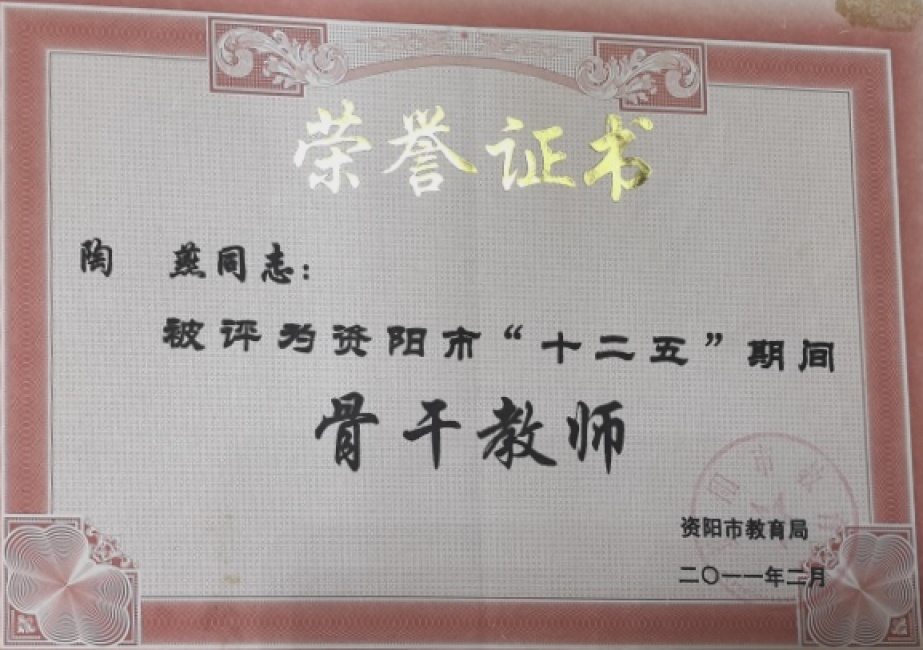 荣誉证书
陶 燕同志：
被评为资阳市“十二五”期间
骨干教师
资阳市教育局
二〇一一年二月